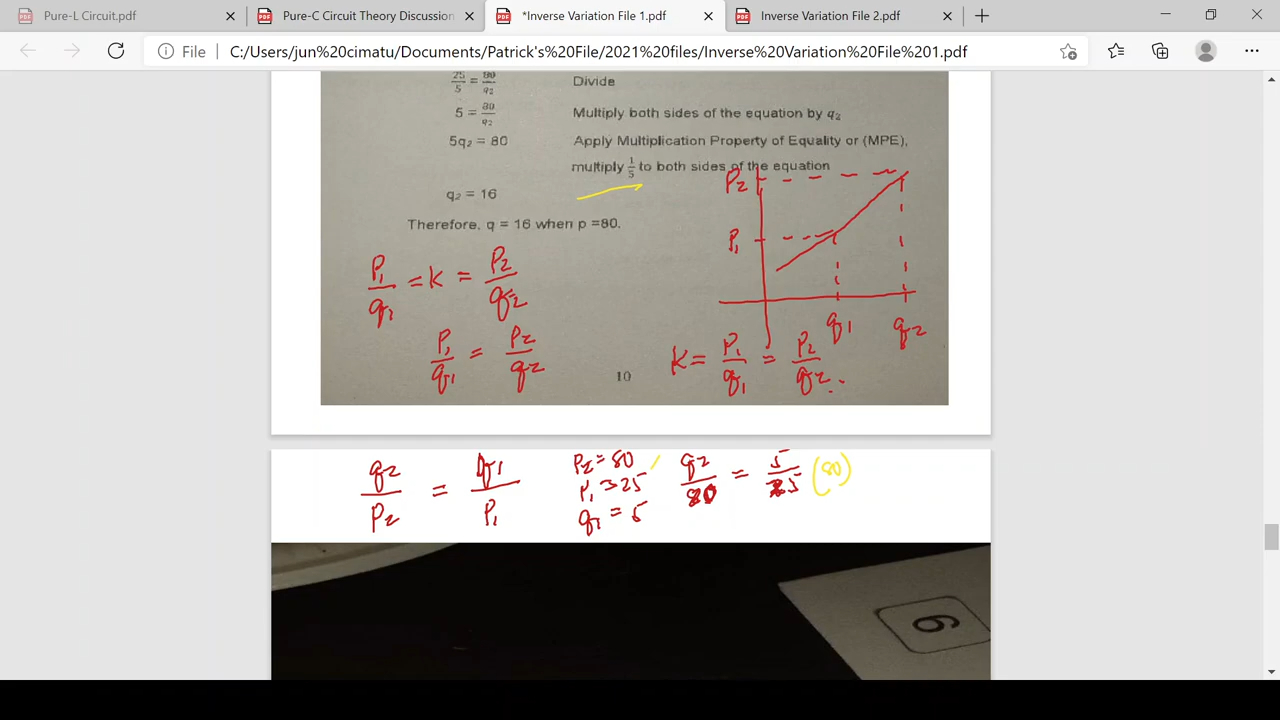 Pure-L Circuit.pdf
Pure-C Circuit Theory Discussion
*Inverse Variation File 1.pdf
Inverse Variation File 2.pdf
File
C:/Users/jun%20cimatu/Documents/Patrick's%20File/2021%20files/Inverse%20Variation%20File%201.pdf
25/5 = 80/q₂ Divide
5 = 80/q₂ Multiply both sides of the equation by q₂
5q₂ = 80 Apply Multiplication Property of Equality or (MPE),
multiply 1/5 to both sides of the equation
q₂ = 16
Therefore, q = 16 when p =80.
P₂
P₁
q₁ q₂
P₁/q₁ = K = P₂/q₂
P₁/q₁ = P₂/q₂
K = P₁/q₁ = P₂/q₂
10
q₂/P₂ = q₁/P₁
P₂ = 80
P₁ = 25
q₁ = 5
q₂/80 = 5/25 (80)
6